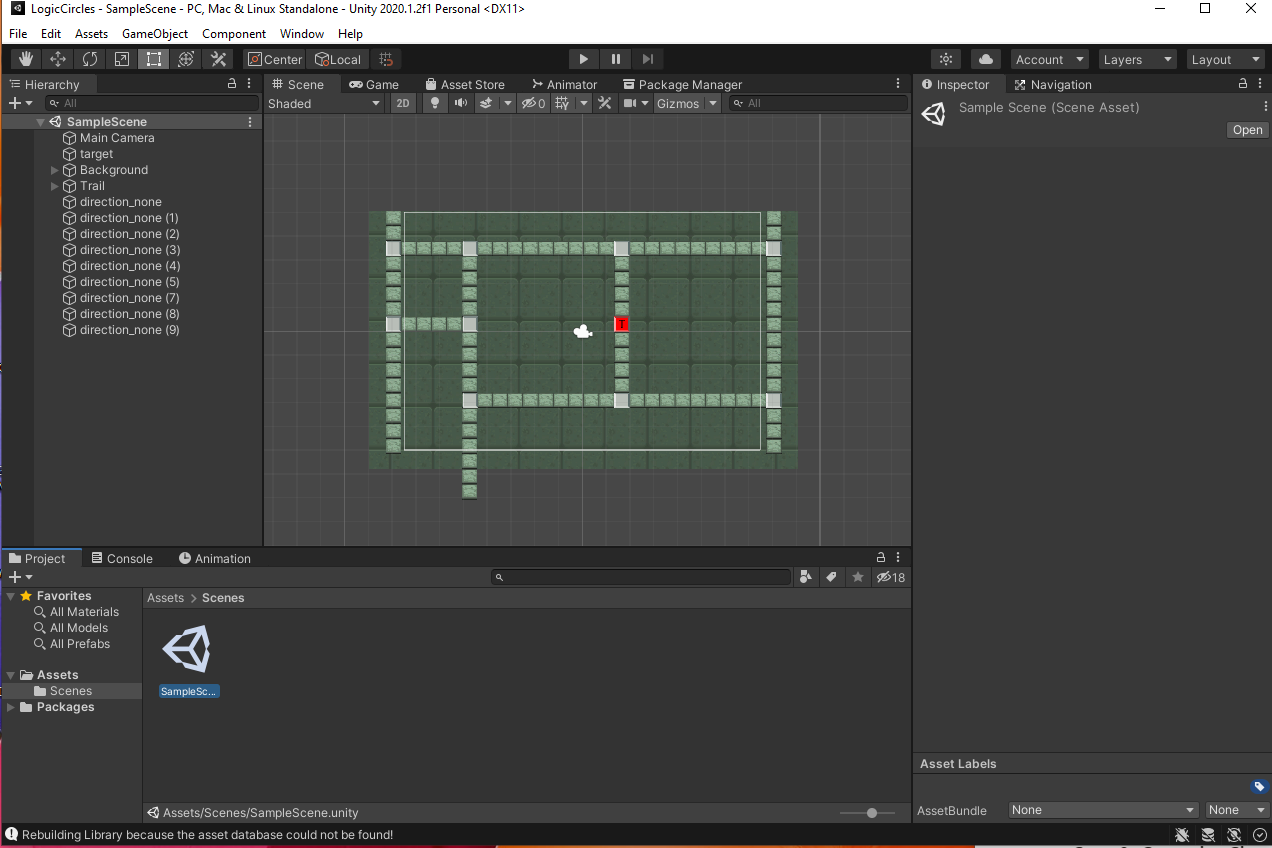 LogicCircles - SampleScene - PC, Mac & Linux Standalone - Unity 2020.1.2f1 Personal <DX11>
File Edit Assets GameObject Component Window Help
Center Local Account Layers Layout
Hierarchy
All
SampleScene
Main Camera
target
Background
Trail
direction_none
direction_none (1)
direction_none (2)
direction_none (3)
direction_none (4)
direction_none (5)
direction_none (7)
direction_none (8)
direction_none (9)
Scene Game Asset Store Animator Package Manager
Shaded 2D 0 Gizmos All
T
Inspector Navigation
Sample Scene (Scene Asset)
Open
Project Console Animation
18
Favorites
All Materials
All Models
All Prefabs
Assets
Scenes
Packages
Assets > Scenes
SampleSc...
Assets/Scenes/SampleScene.unity
Asset Labels
AssetBundle None None
Rebuilding Library because the asset database could not be found!